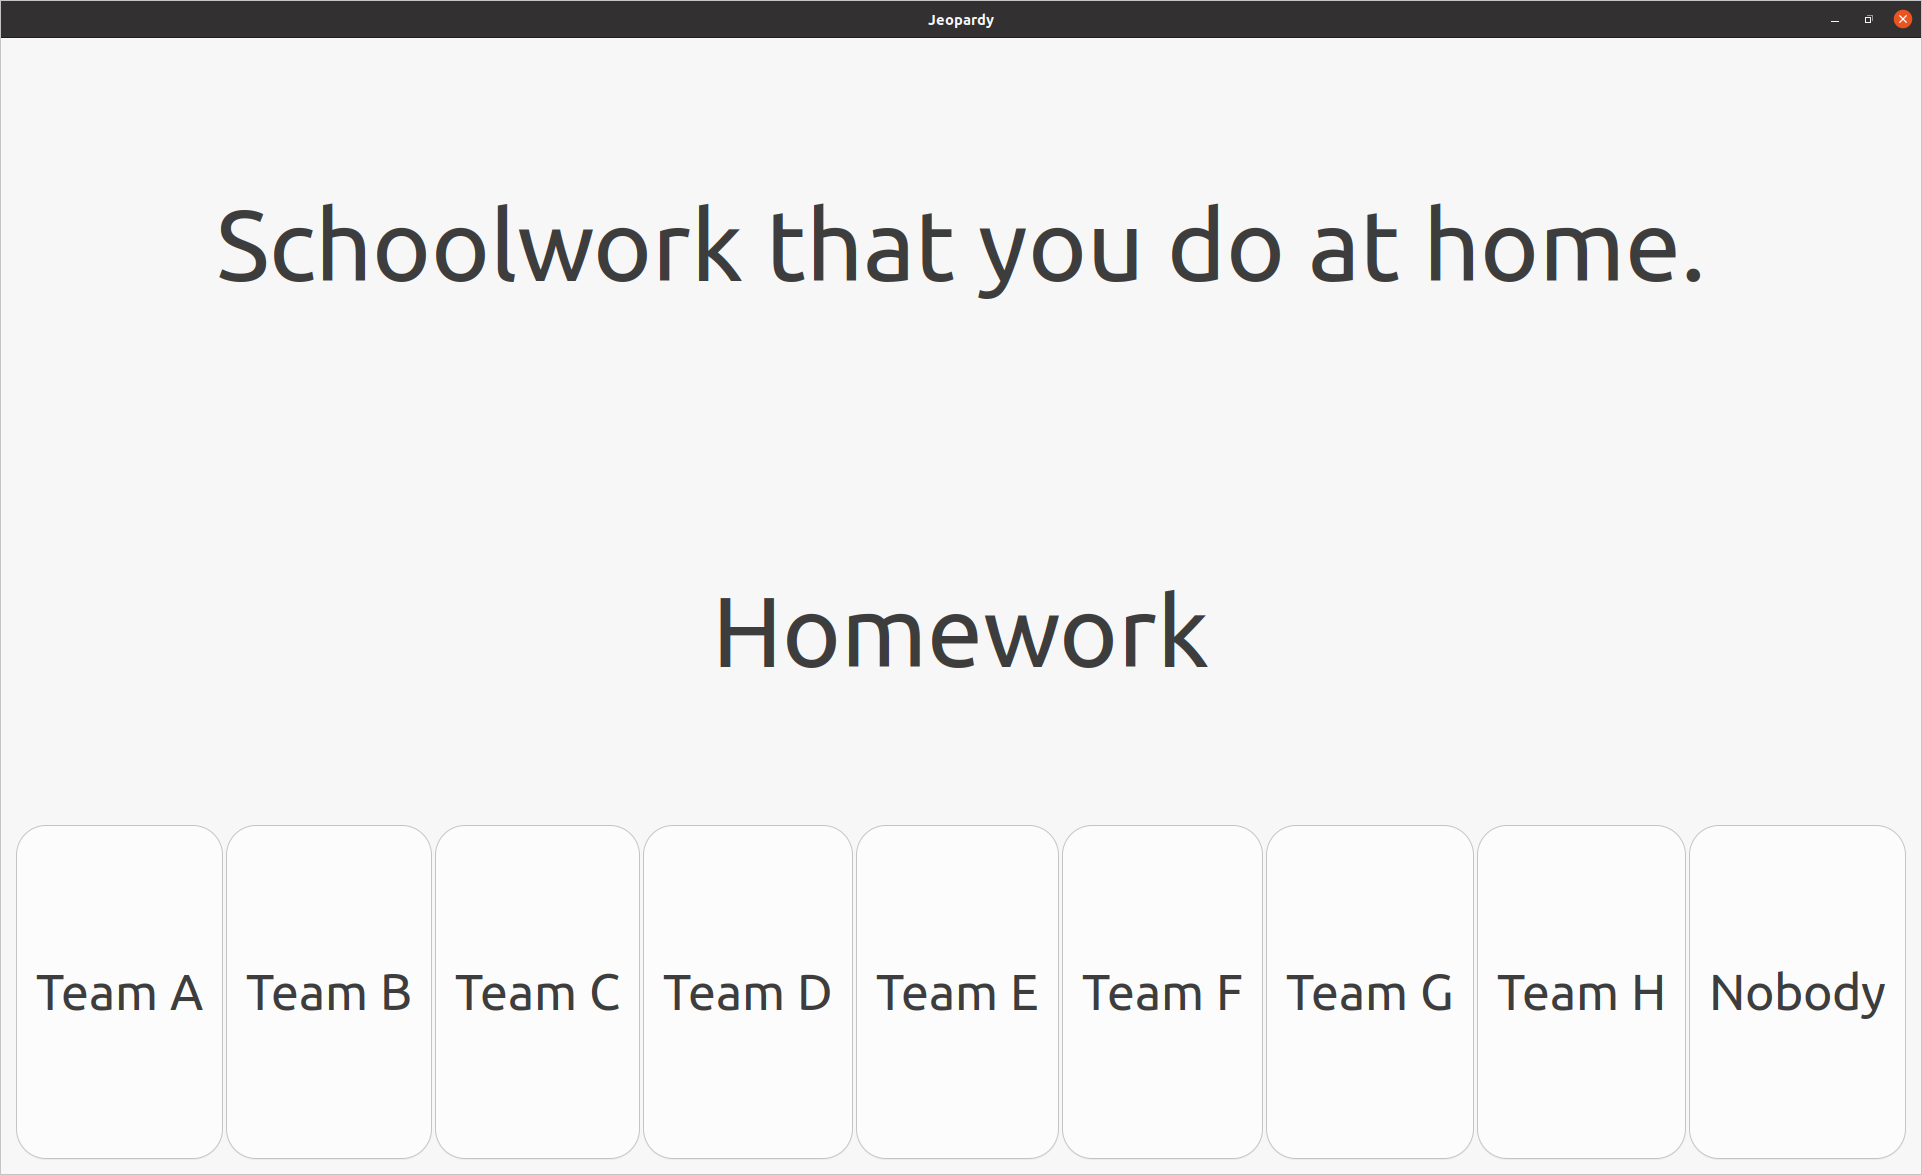 Jeopardy
Schoolwork that you do at home.
Homework
Team A Team B Team C Team D Team E Team F Team G Team H Nobody